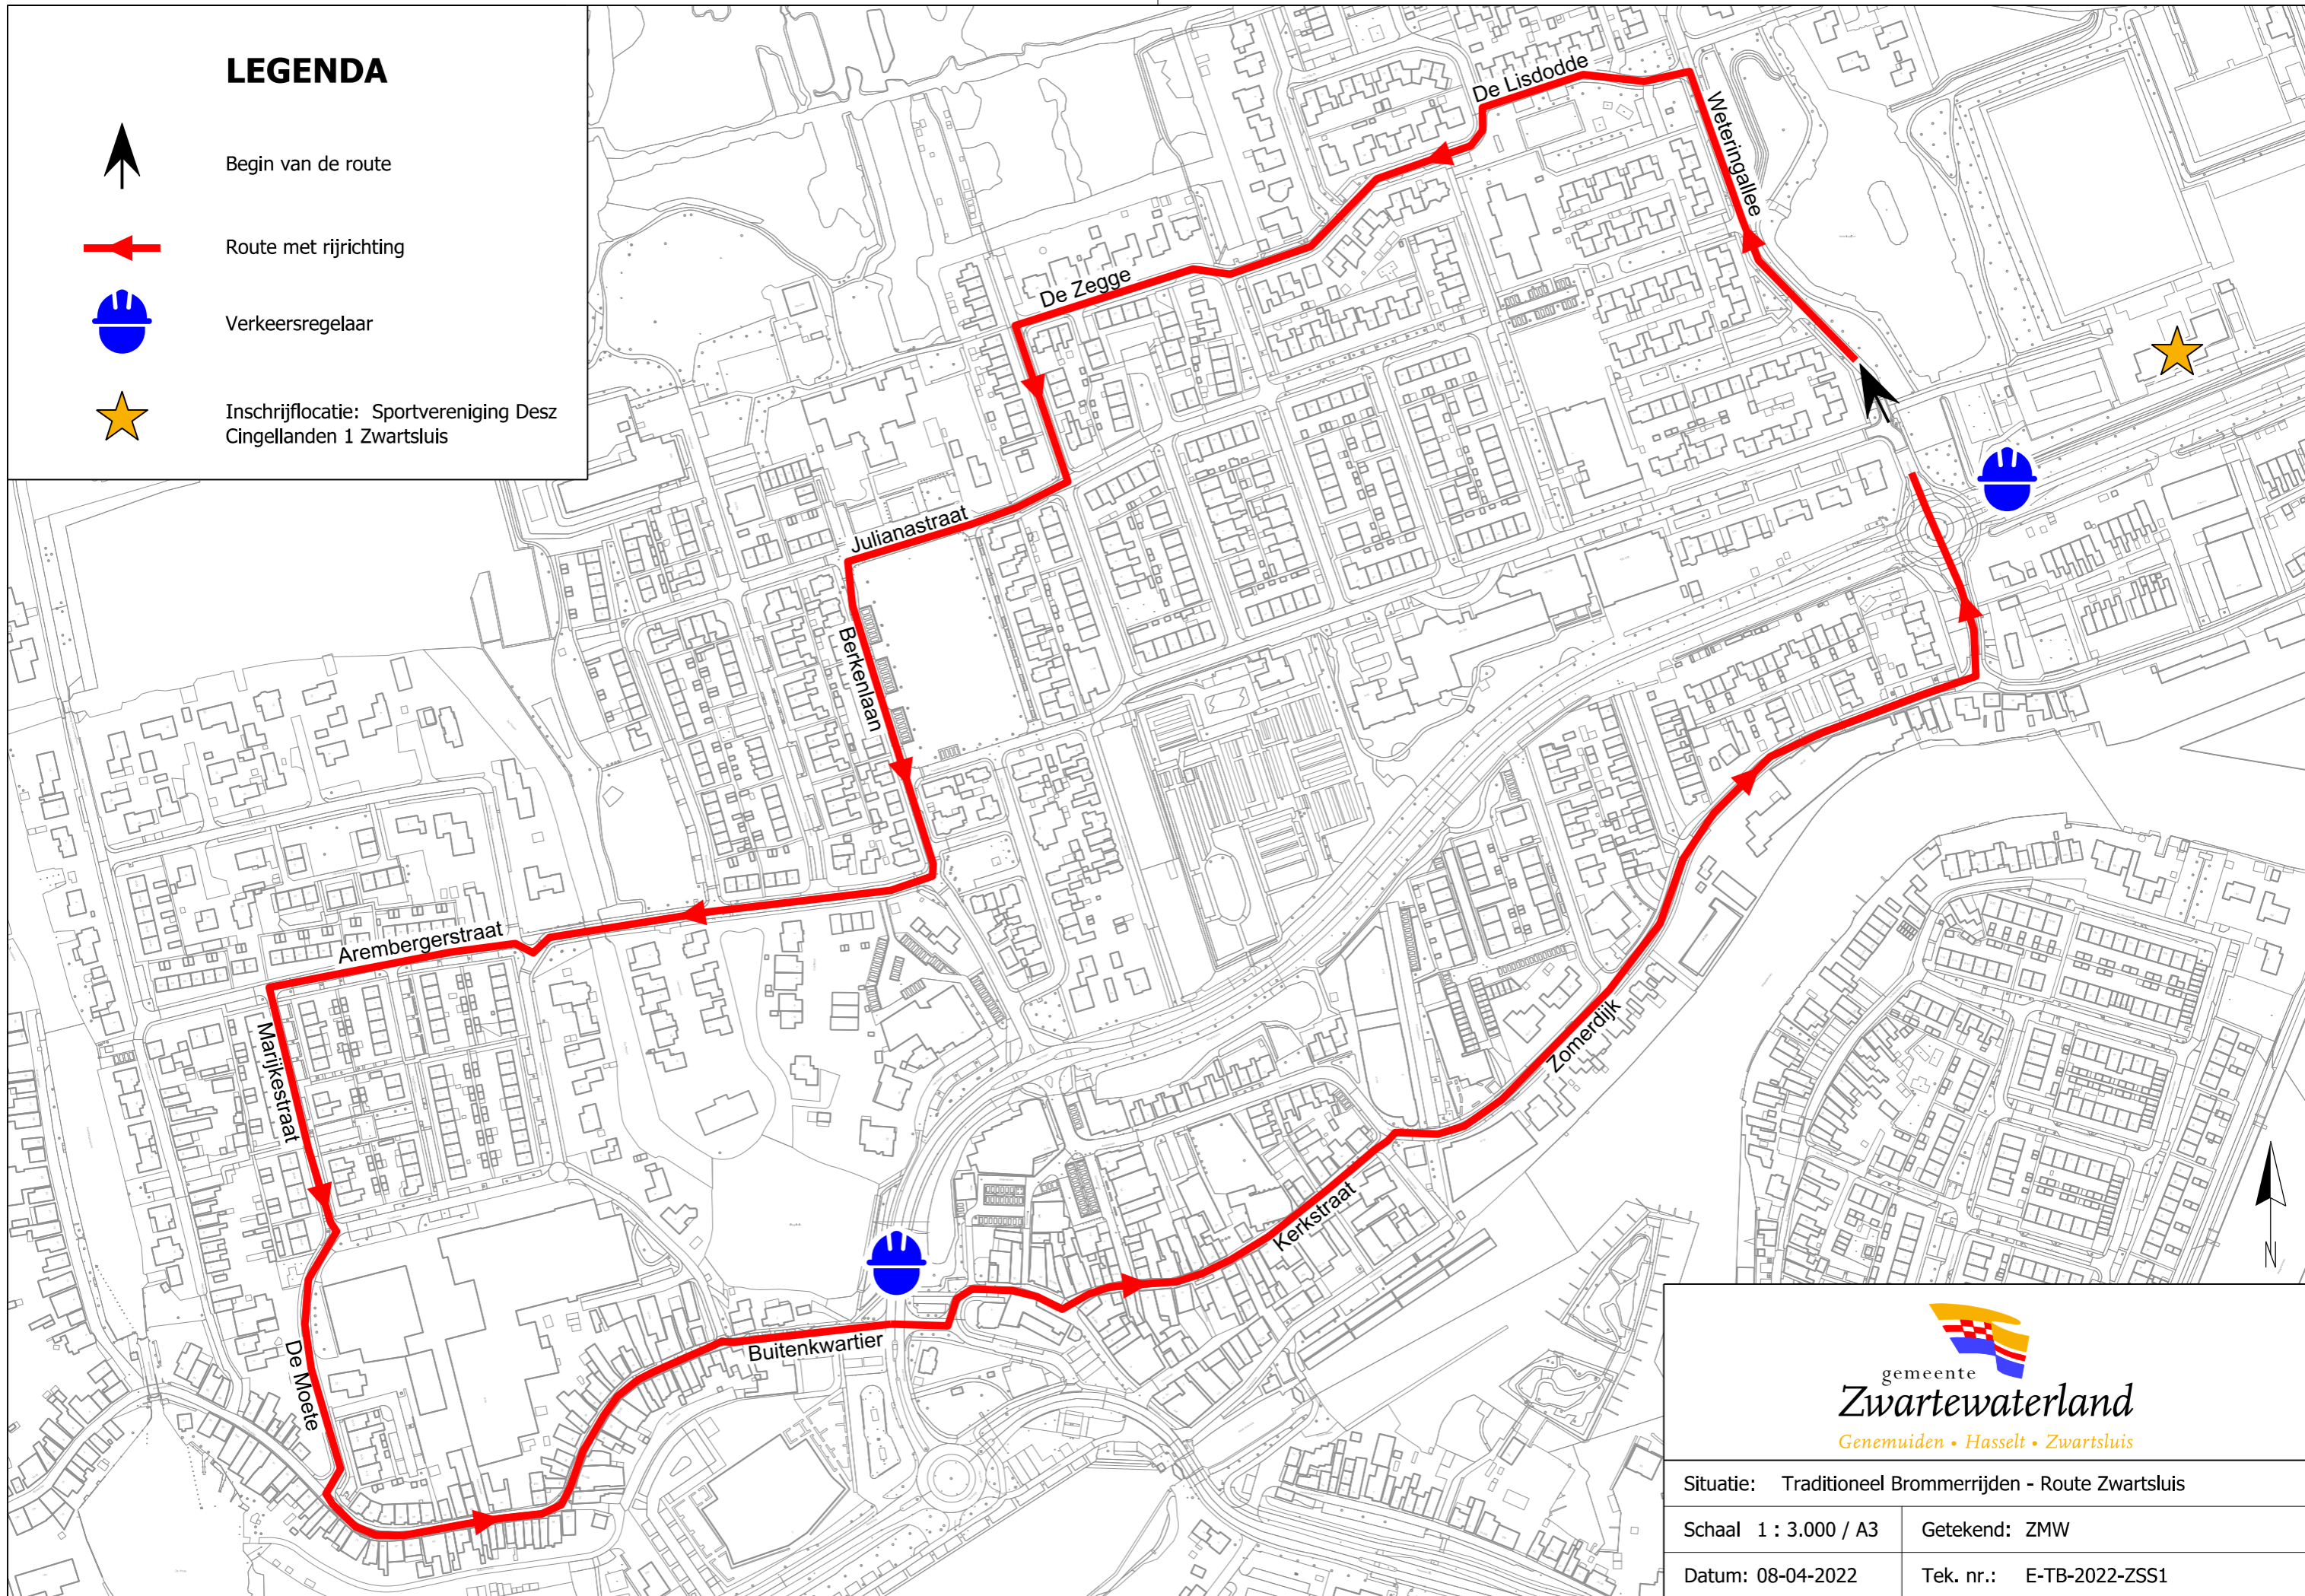 LEGENDA
Begin van de route
Route met rijrichting
Verkeersregelaar
Inschrijflocatie: Sportvereniging Desz
Cingellanden 1 Zwartsluis
De Lisdodde
Weteringallee
De Zegge
Julianastraat
Berkenlaan
Arembergerstraat
Marijkestraat
De Moete
Buitenkwartier
Kerkstraat
Zomerdijk
N
gemeente
Zwartewaterland
Genemuiden • Hasselt • Zwartsluis
Situatie: Traditioneel Brommerrijden - Route Zwartsluis
Schaal 1 : 3.000 / A3
Getekend: ZMW
Datum: 08-04-2022
Tek. nr.: E-TB-2022-ZSS1